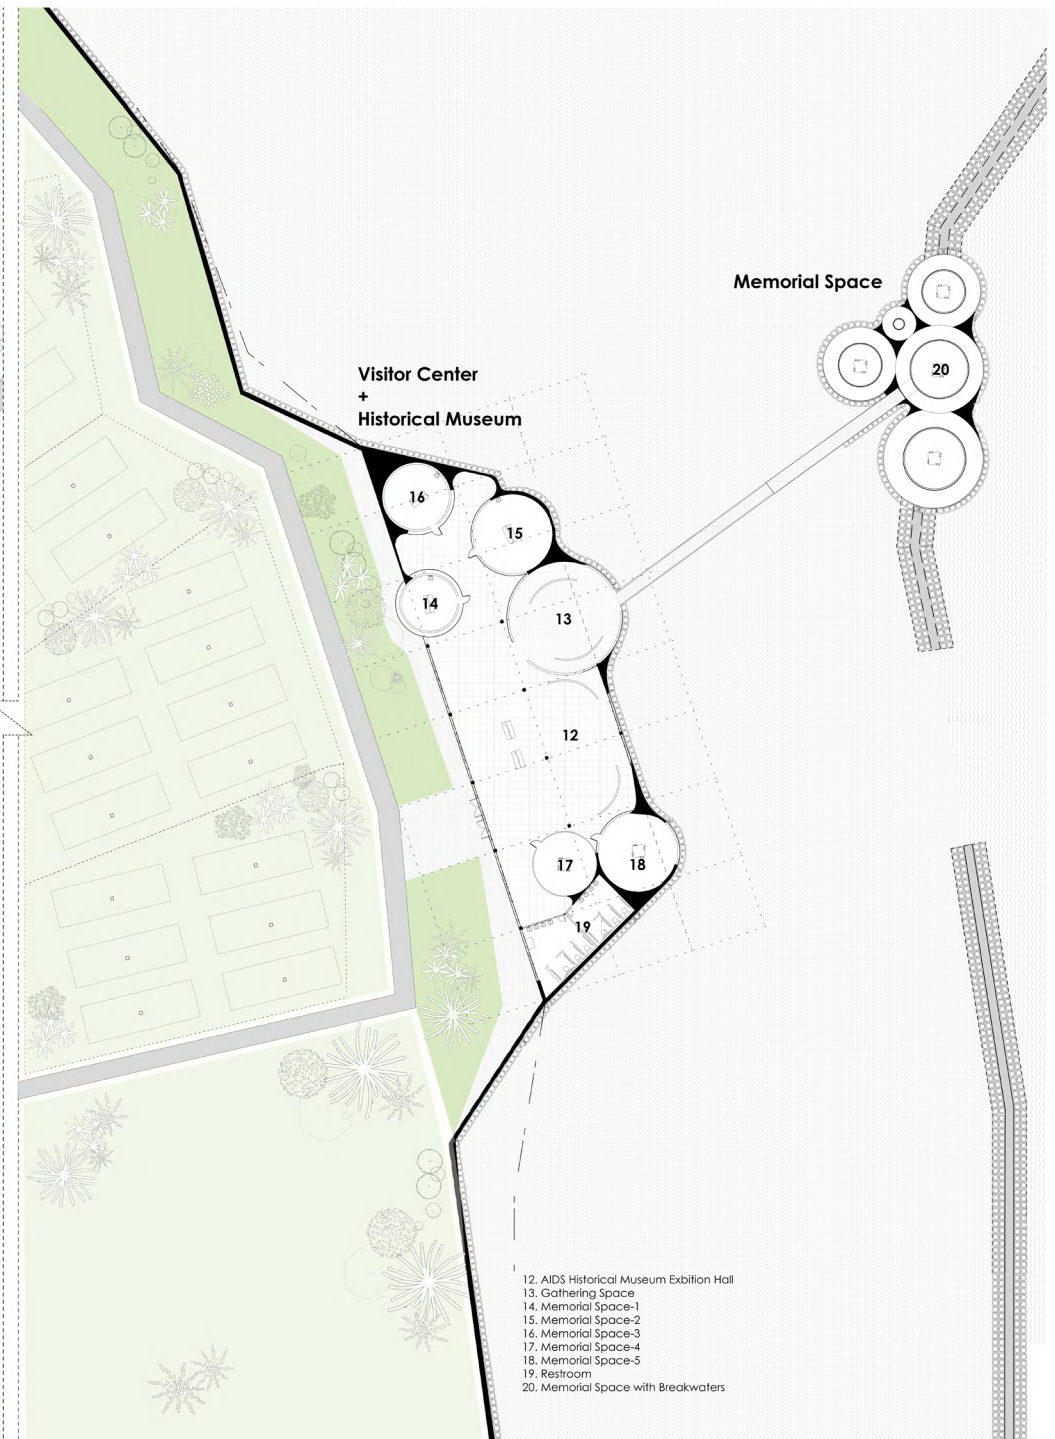 Memorial Space
20
Visitor Center
+
Historical Museum
16
15
14
13
12
17
18
19
12. AIDS Historical Museum Exbition Hall
13. Gathering Space
14. Memorial Space-1
15. Memorial Space-2
16. Memorial Space-3
17. Memorial Space-4
18. Memorial Space-5
19. Restroom
20. Memorial Space with Breakwaters